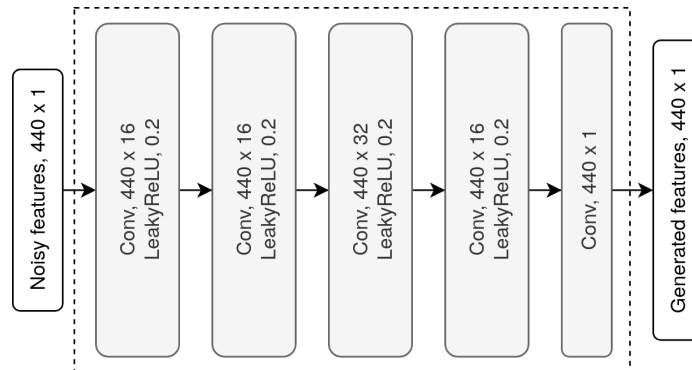 Noisy features, 440 x 1
Conv, 440 x 16
LeakyReLU, 0.2
Conv, 440 x 16
LeakyReLU, 0.2
Conv, 440 x 32
LeakyReLU, 0.2
Conv, 440 x 16
LeakyReLU, 0.2
Conv, 440 x 1
Generated features, 440 x 1